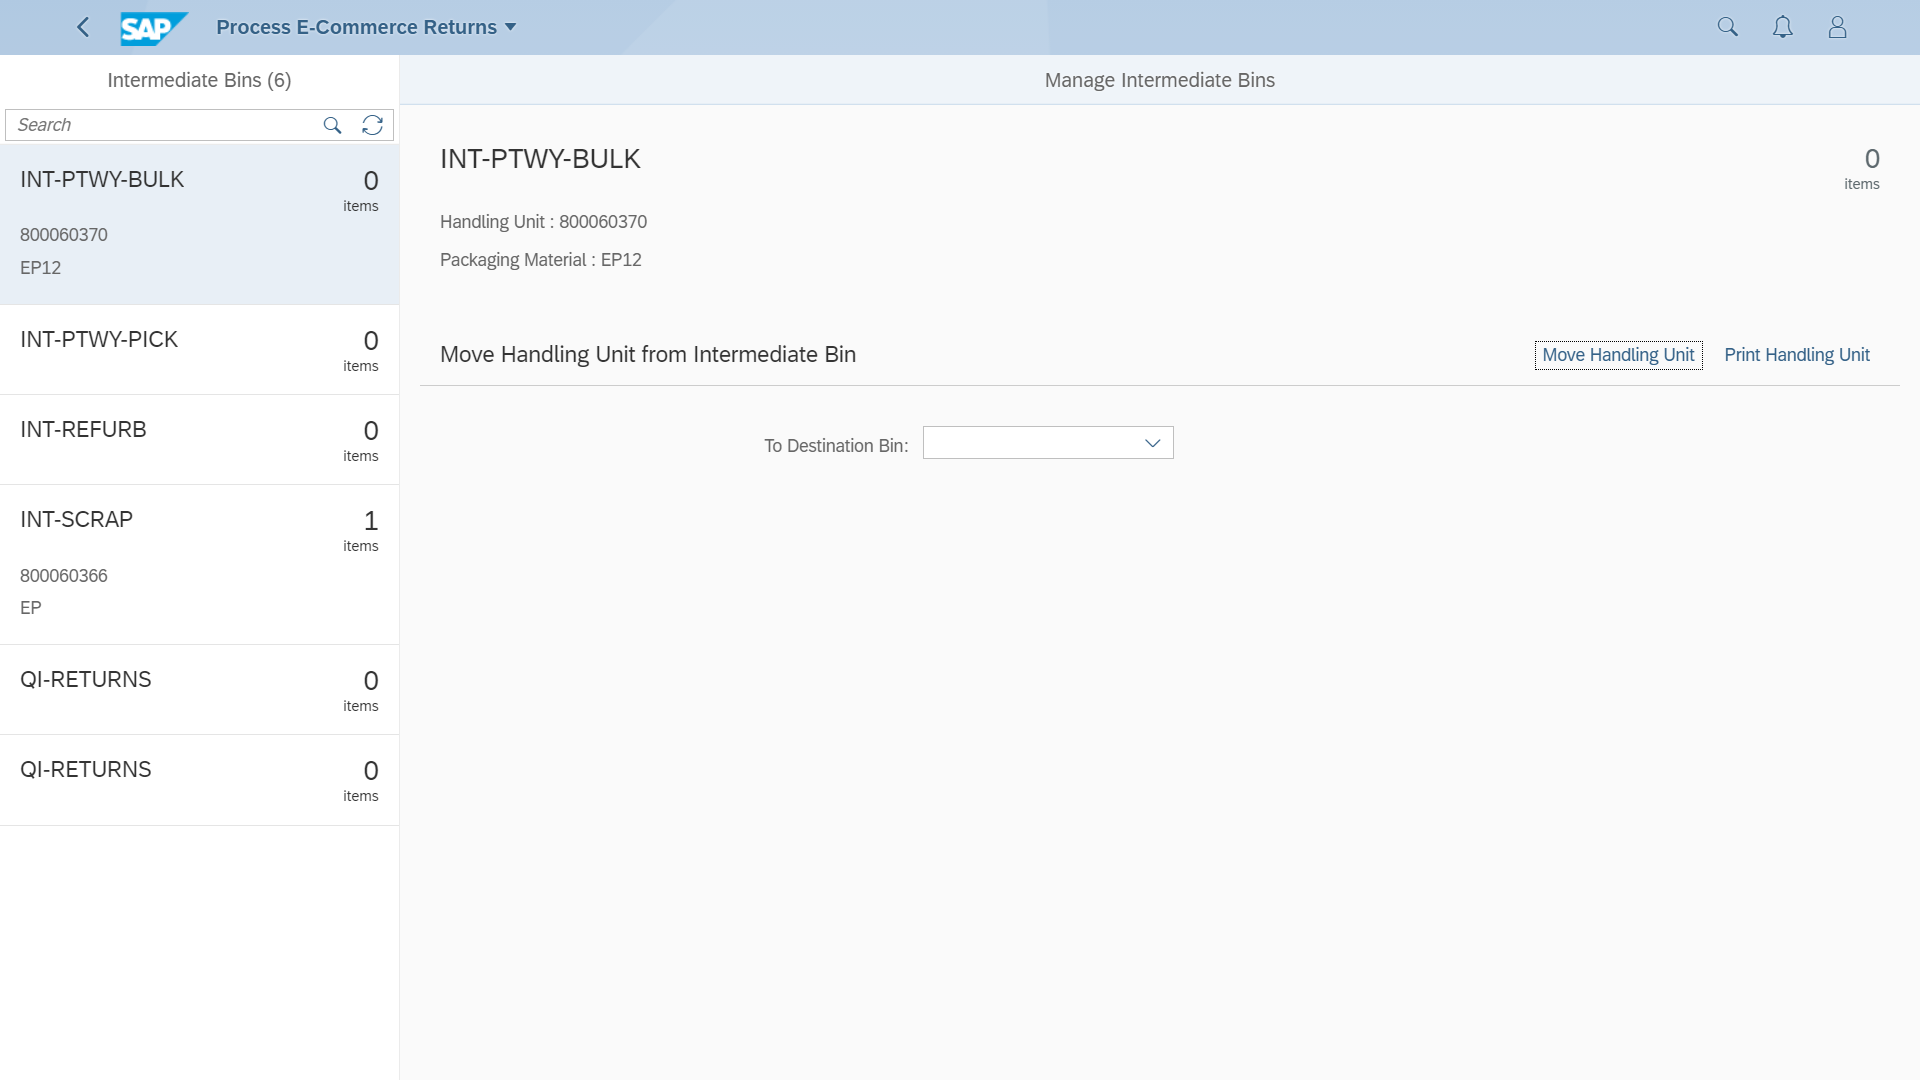 SAP
Process E-Commerce Returns
Intermediate Bins (6)
Search
INT-PTWY-BULK
0
items
800060370
EP12
INT-PTWY-PICK
0
items
INT-REFURB
0
items
INT-SCRAP
1
items
800060366
EP
QI-RETURNS
0
items
QI-RETURNS
0
items
Manage Intermediate Bins
INT-PTWY-BULK
0
items
Handling Unit : 800060370
Packaging Material : EP12
Move Handling Unit from Intermediate Bin
Move Handling Unit
Print Handling Unit
To Destination Bin: